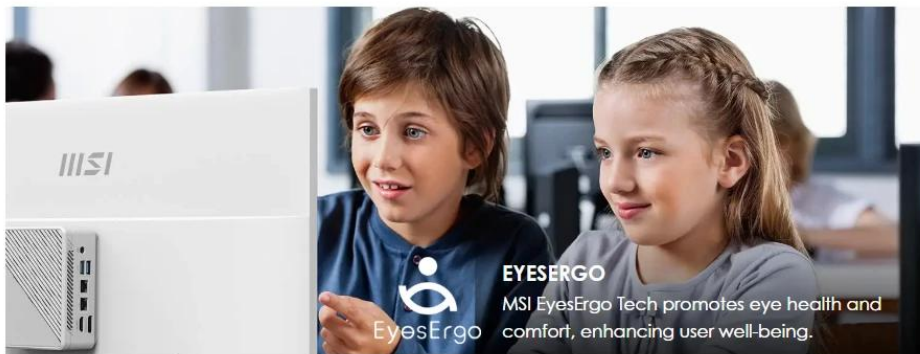 msi
EYESERGO
MSI EyesErgo Tech promotes eye health and
EyesErgo
comfort, enhancing user well-being.